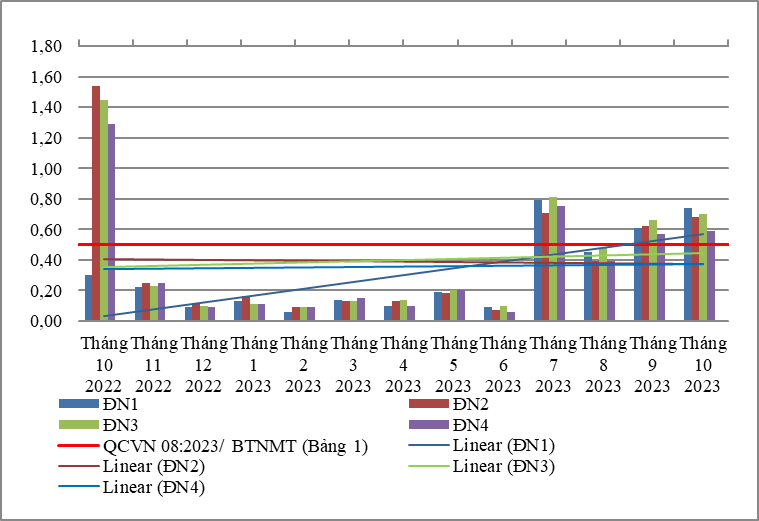 1,80
1,60
1,40
1,20
1,00
0,80
0,60
0,40
0,20
0,00
Tháng Tháng Tháng Tháng Tháng Tháng Tháng Tháng Tháng Tháng Tháng Tháng Tháng
10 11 12 1 2 3 4 5 6 7 8 9 10
2022 2022 2022 2023 2023 2023 2023 2023 2023 2023 2023 2023 2023
ĐN1 ĐN2
ĐN3 ĐN4
QCVN 08:2023/ BTNMT (Bảng 1) Linear (ĐN1)
Linear (ĐN2) Linear (ĐN3)
Linear (ĐN4)